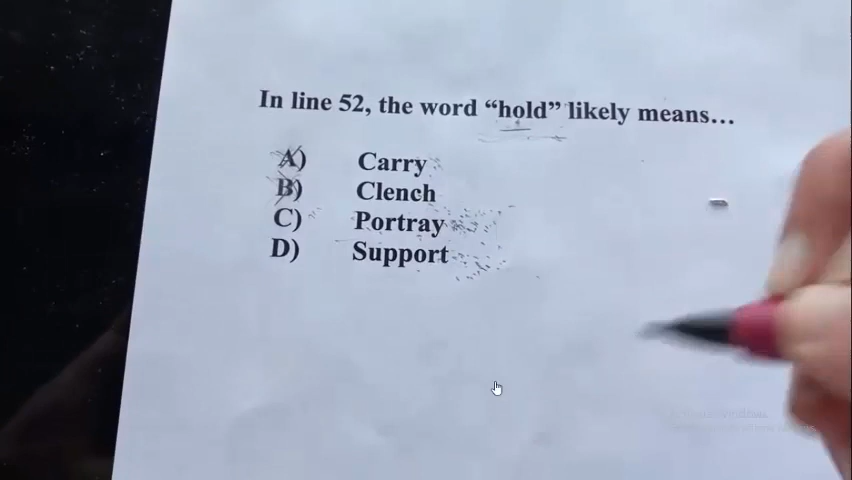 In line 52, the word “hold” likely means…
A) Carry
B) Clench
C) Portray
D) Support